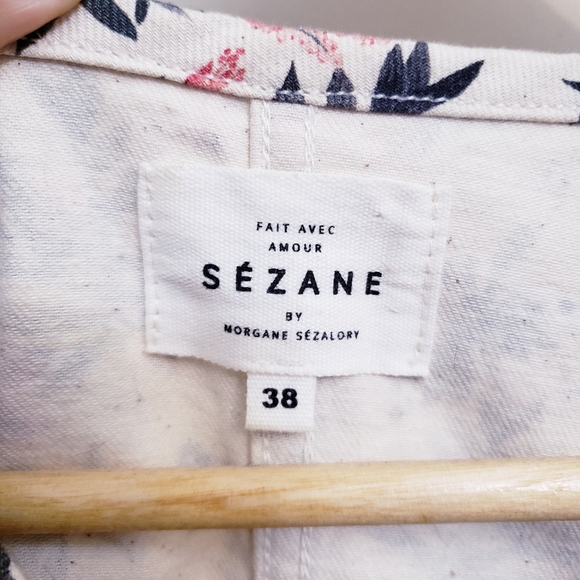 FAIT AVEC
AMOUR
SÉZANE
BY
MORGANE SÉZALORY
38